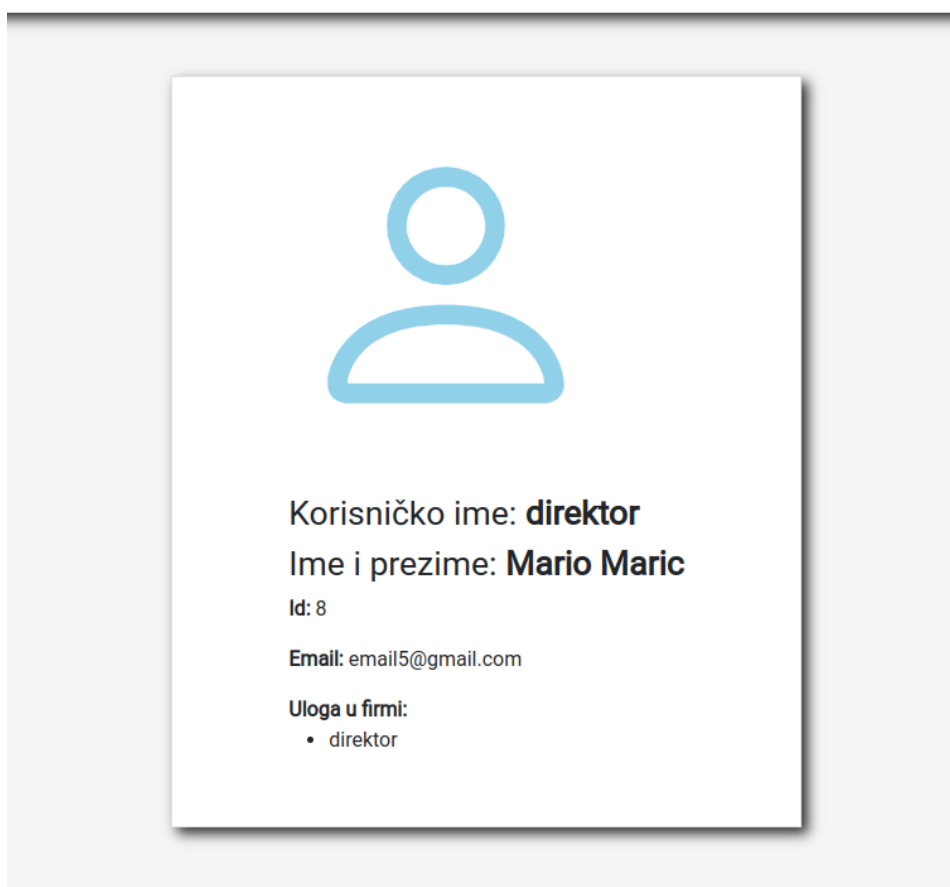 Korisničko ime: direktor
Ime i prezime: Mario Maric
Id: 8
Email: email5@gmail.com
Uloga u firmi:
• direktor